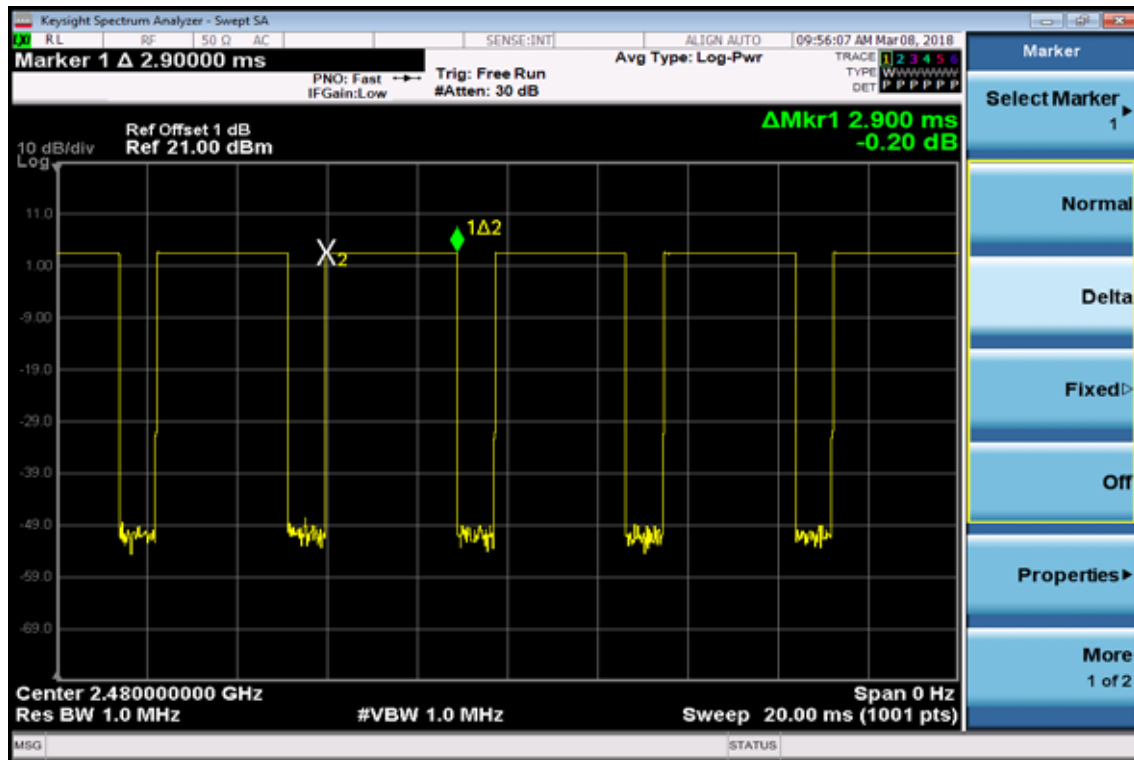 Keysight Spectrum Analyzer - Swept SA
LXI RL RF 50 Ω AC SENSE:INT ALIGN AUTO 09:56:07 AM Mar 08, 2018
Marker 1 Δ 2.90000 ms
PNO: Fast
IFGain:Low
Trig: Free Run
#Atten: 30 dB
Avg Type: Log-Pwr
TRACE 1 2 3 4 5 6
TYPE WWWWWW
DET P P P P P P
Marker
Select Marker
1
Normal
Delta
Fixed
Off
Properties
More
1 of 2
ΔMkr1 2.900 ms
-0.20 dB
Ref Offset 1 dB
10 dB/div Ref 21.00 dBm
Log
11.0
1.00
-9.00
-19.0
-29.0
-39.0
-49.0
-59.0
-69.0
1Δ2
X2
Center 2.480000000 GHz Span 0 Hz
Res BW 1.0 MHz #VBW 1.0 MHz Sweep 20.00 ms (1001 pts)
MSG STATUS